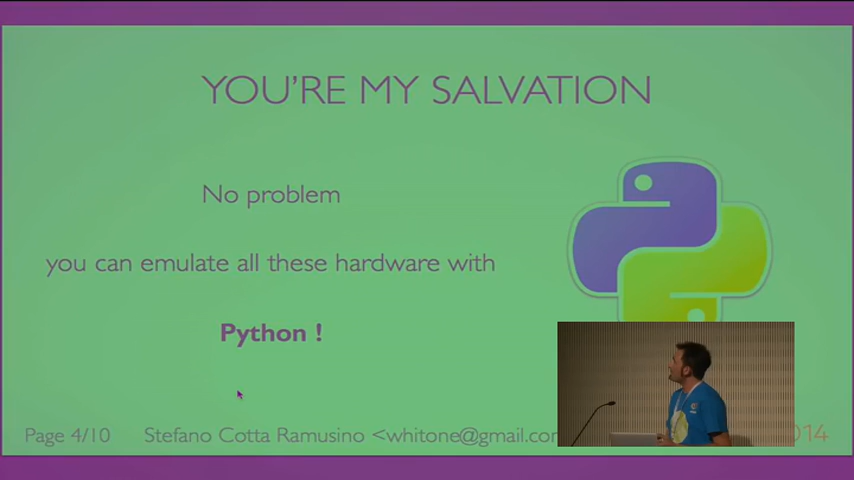 YOU'RE MY SALVATION
No problem
you can emulate all these hardware with
Python !
Page 4/10 Stefano Cotta Ramusino <whitone@gmail.com